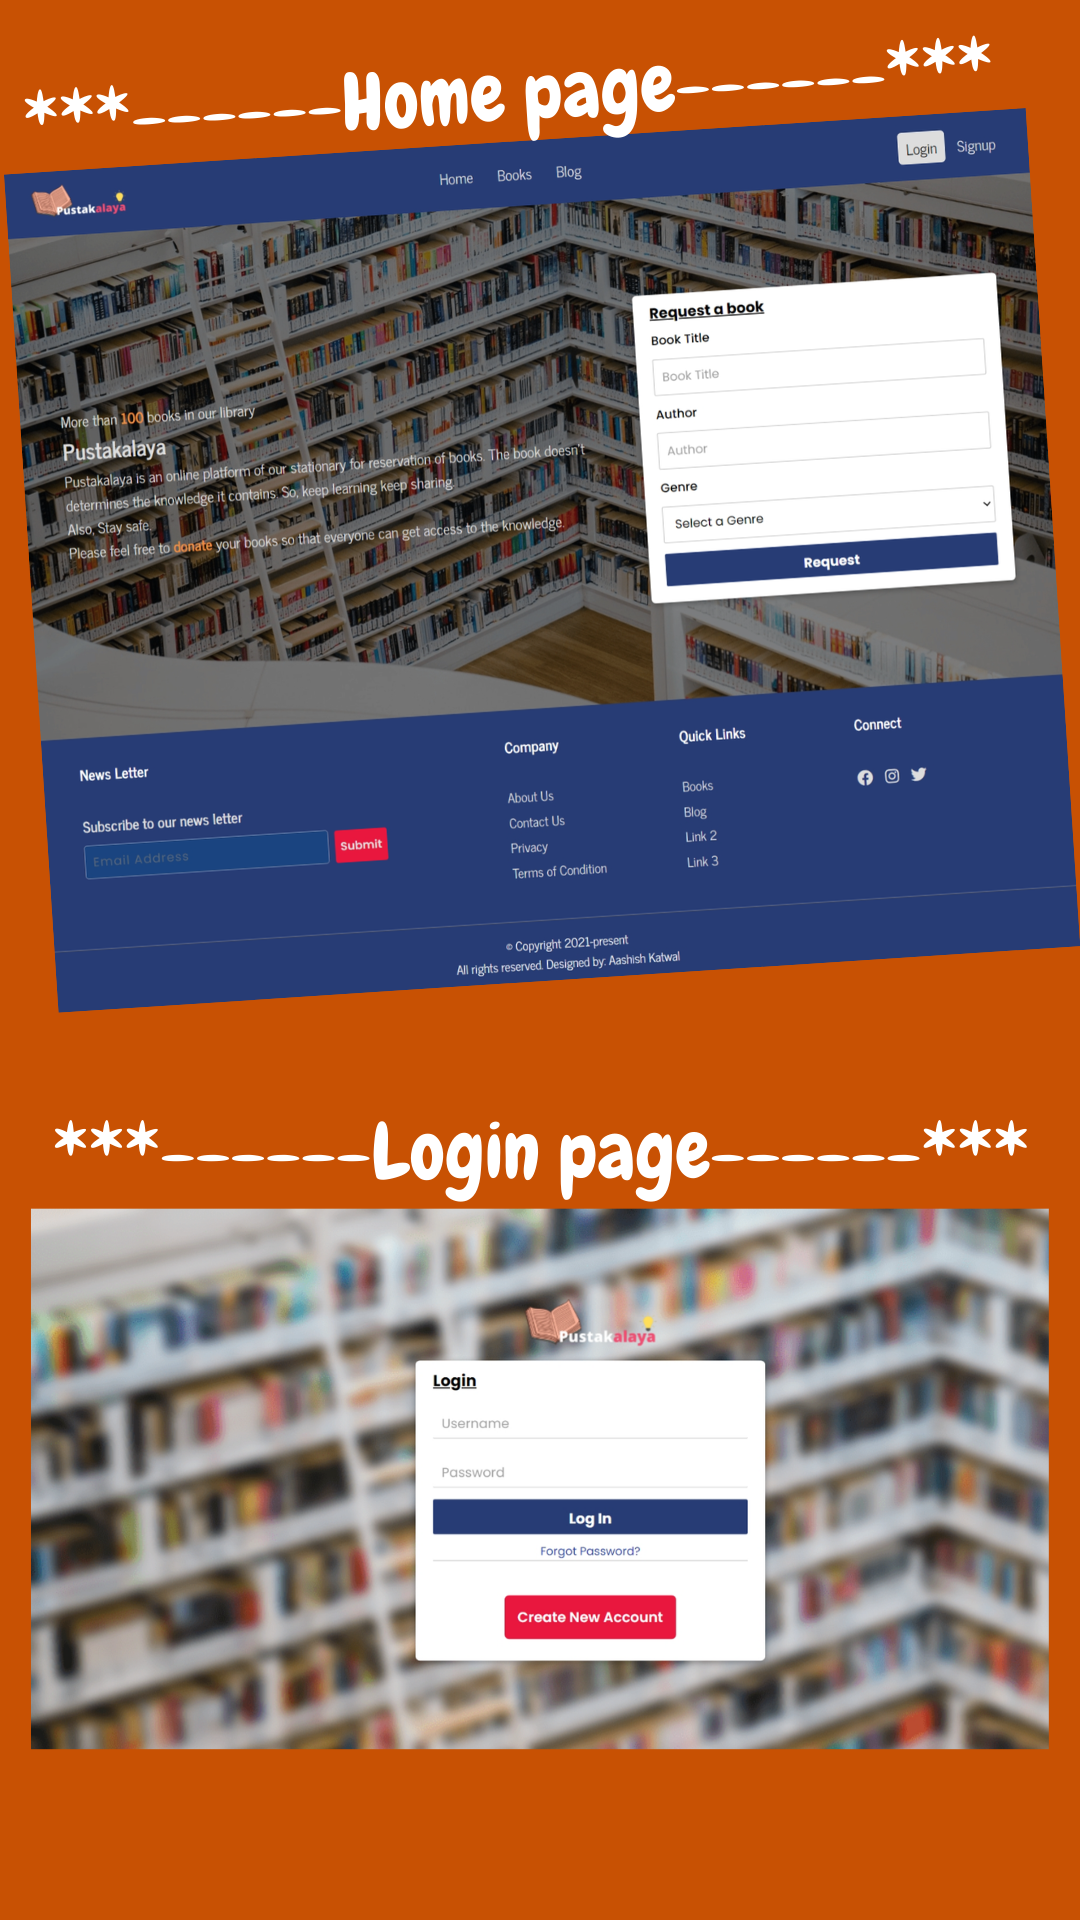 ***------Home page------***
Pustakalaya
Home Books Blog
Login Signup
More than 100 books in our library
Pustakalaya
Pustakalaya is an online platform of our stationary for reservation of books. The book doesn't
determines the knowledge it contains. So, keep learning keep sharing.
Also, Stay safe.
Please feel free to donate your books so that everyone can get access to the knowledge.
Request a book
Book Title
Book Title
Author
Author
Genre
Select a Genre
Request
News Letter
Subscribe to our news letter
Email Address
Submit
Company
About Us
Contact Us
Privacy
Terms of Condition
Quick Links
Books
Blog
Link 2
Link 3
Connect
© Copyright 2021-present
All rights reserved. Designed by: Aashish Katwal
***------Login page------***
Pustakalaya
Login
Username
Password
Log In
Forgot Password?
Create New Account